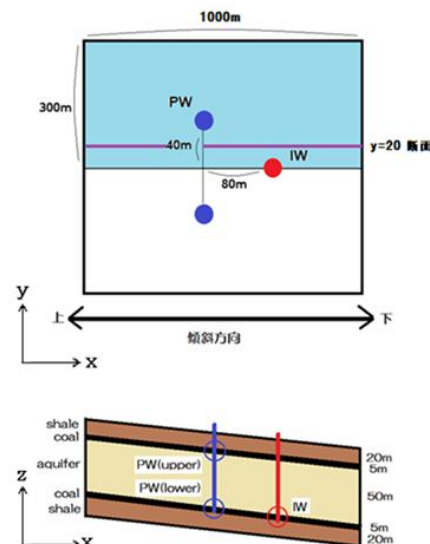 1000m
300m
PW
40m
y=20 断面
IW
80m
y
上
下
傾斜方向
x
shale
coal
20m
5m
aquifer
PW(upper)
50m
z
PW(lower)
coal
IW
shale
5m
20m
x